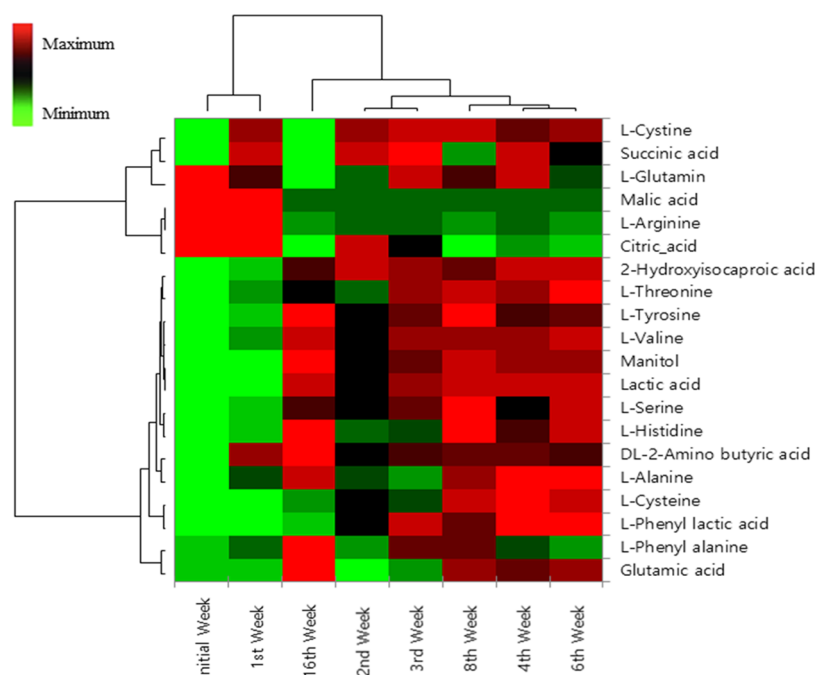 Maximum
Minimum
L-Cystine
Succinic acid
L-Glutamin
Malic acid
L-Arginine
Citric_acid
2-Hydroxyisocaproic acid
L-Threonine
L-Tyrosine
L-Valine
Manitol
Lactic acid
L-Serine
L-Histidine
DL-2-Amino butyric acid
L-Alanine
L-Cysteine
L-Phenyl lactic acid
L-Phenyl alanine
Glutamic acid
nitial Week
1st Week
16th Week
2nd Week
3rd Week
8th Week
4th Week
6th Week